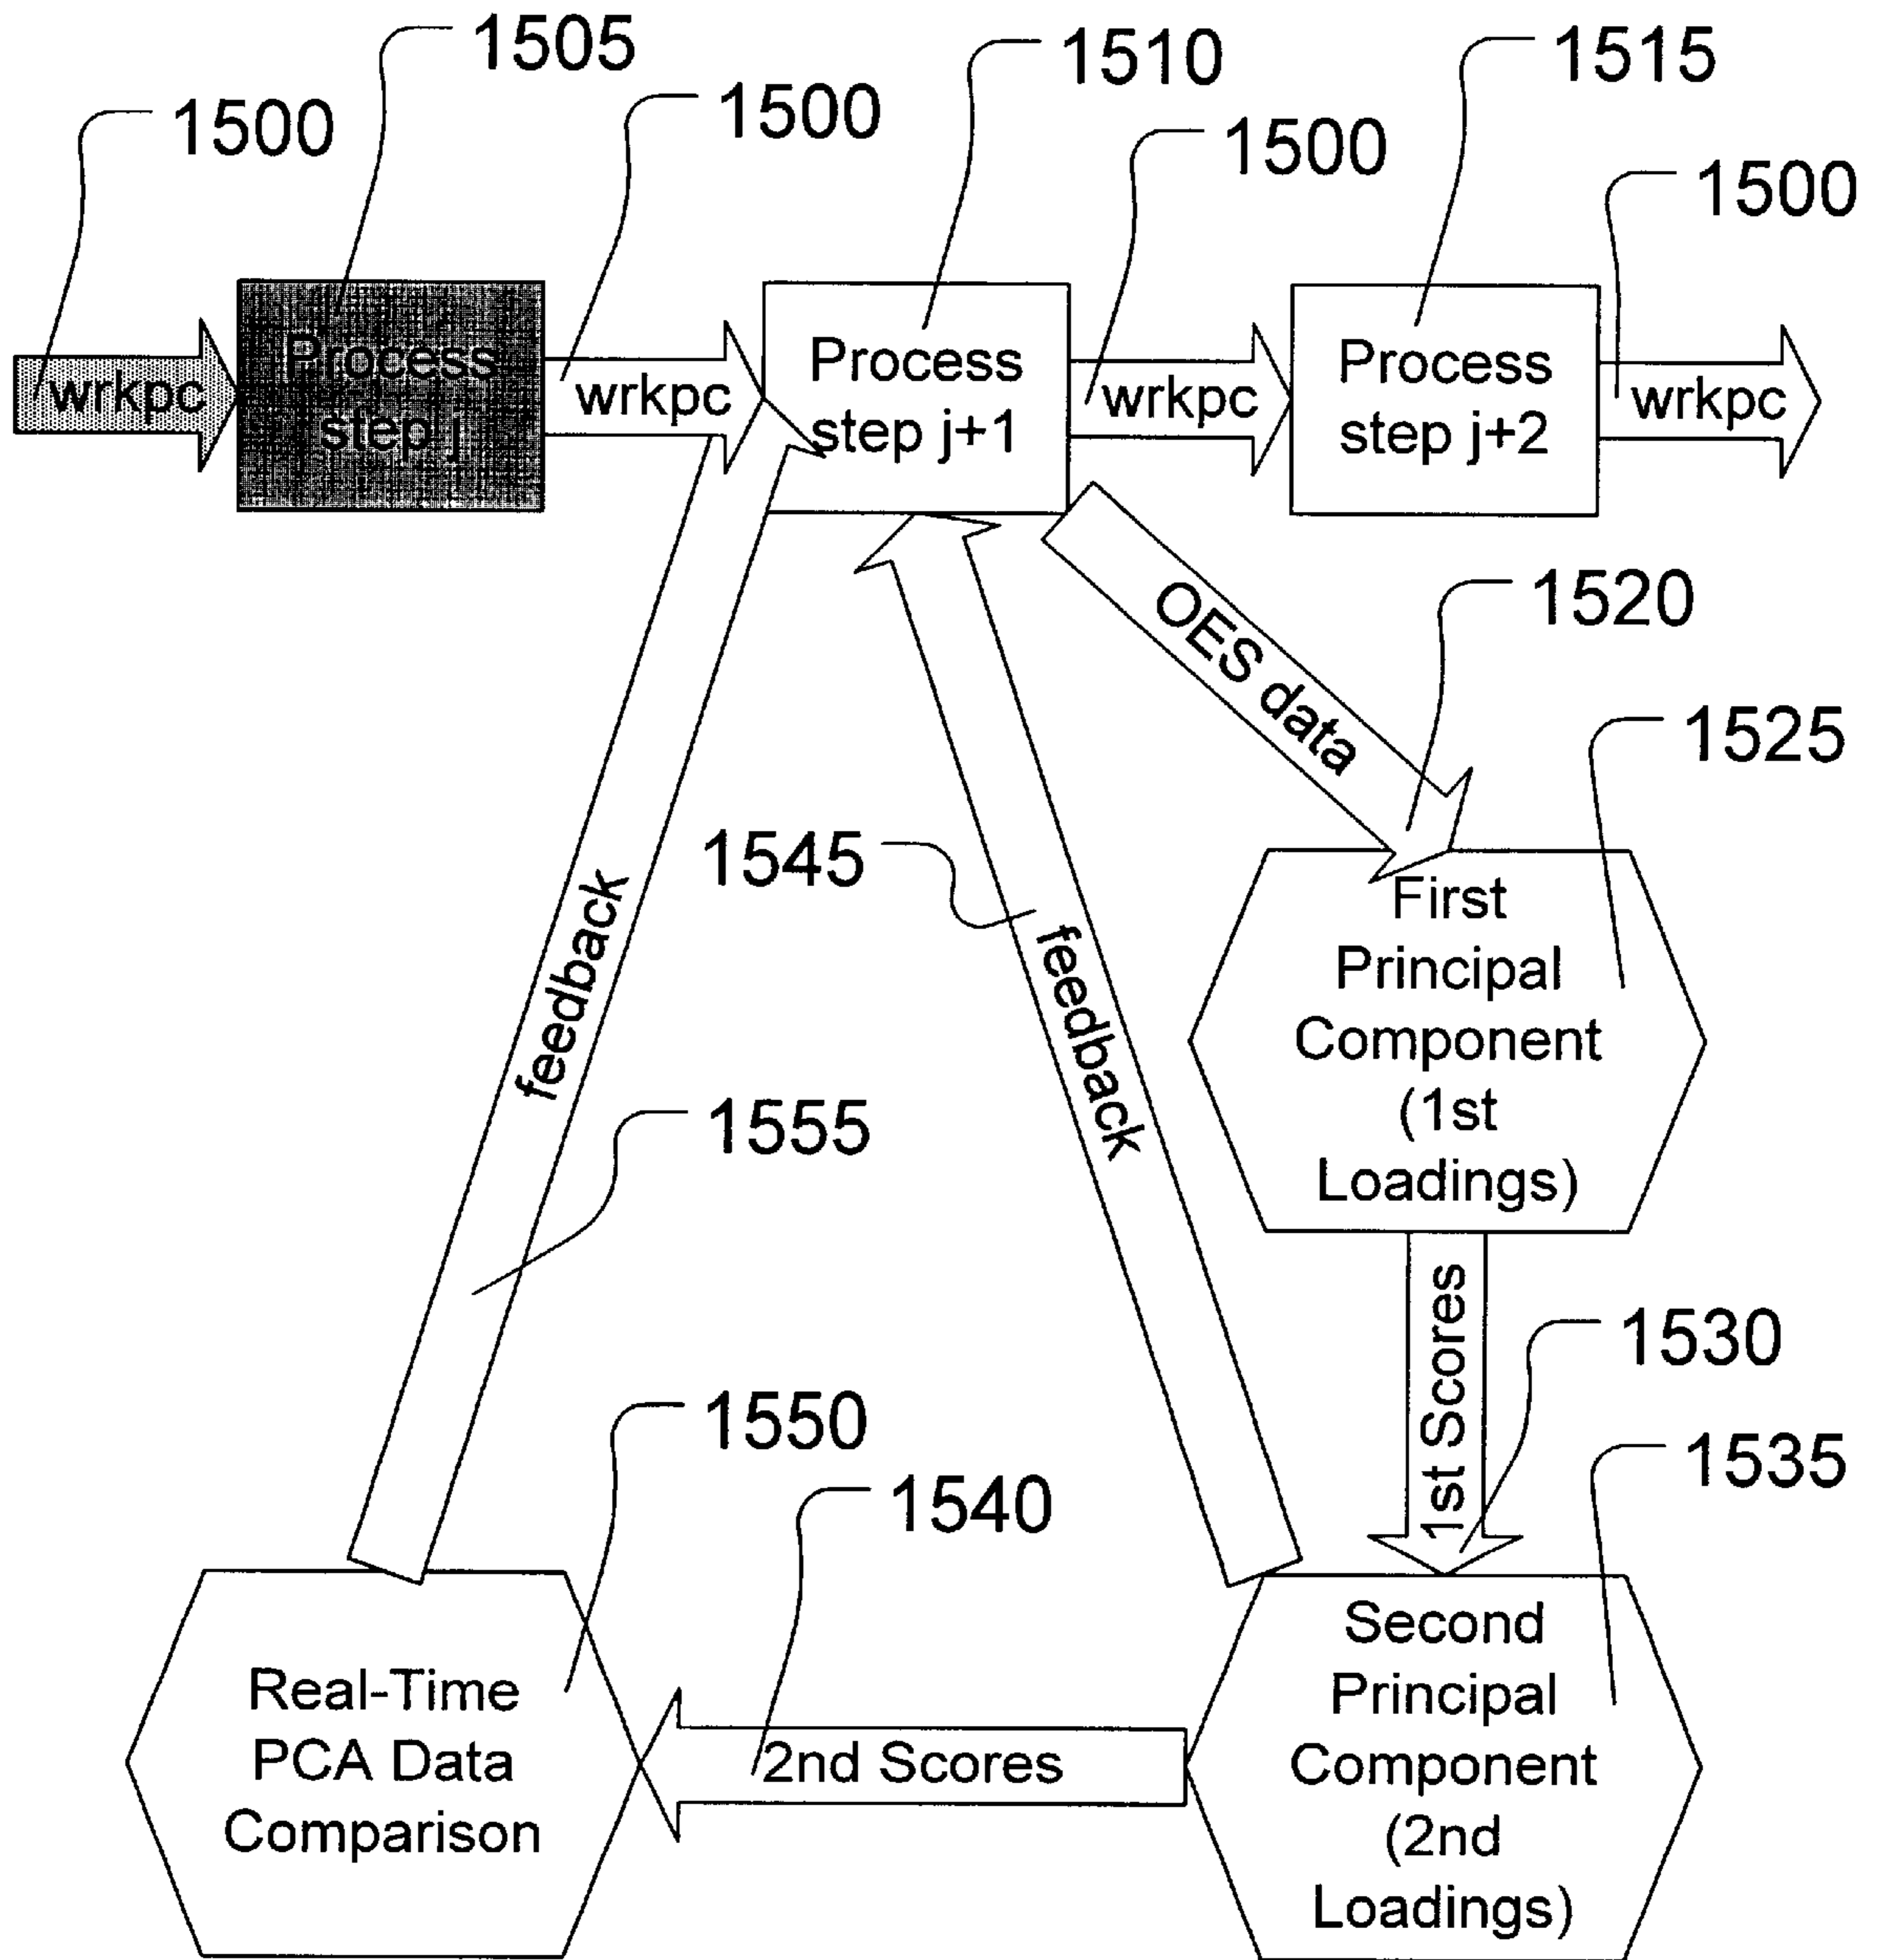 1505
1510
1515
1500
1500
1500
1500
wrkpc
Process
step j
wrkpc
Process
step j+1
wrkpc
Process
step j+2
wrkpc
OES data
1520
1525
1545
feedback
feedback
First
Principal
Component
(1st
Loadings)
1555
1st Scores
1530
1550
1540
1535
Real-Time
PCA Data
Comparison
2nd Scores
Second
Principal
Component
(2nd
Loadings)